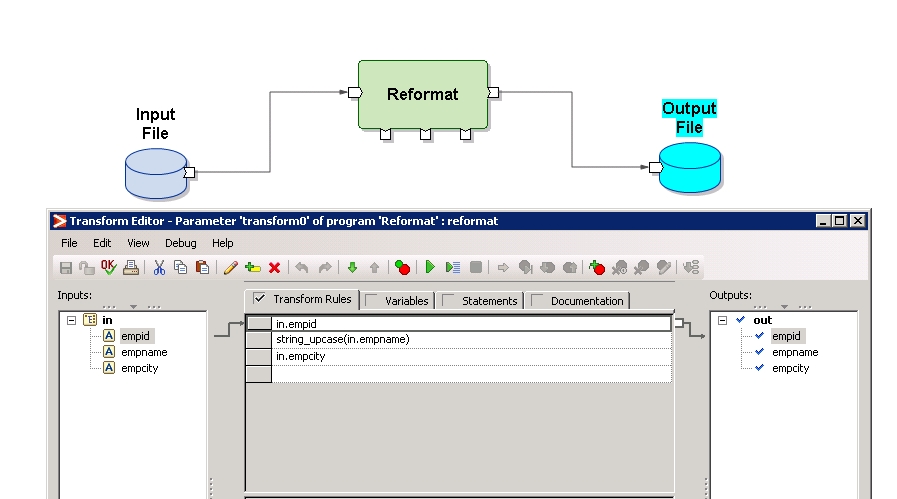 Input
File
Reformat
Output
File
Transform Editor - Parameter 'transform0' of program 'Reformat' : reformat
File Edit View Debug Help
OK
Inputs:
Transform Rules Variables Statements Documentation
Outputs:
in
A empid
A empname
A empcity
in.empid
string_upcase(in.empname)
in.empcity
out
empid
empname
empcity